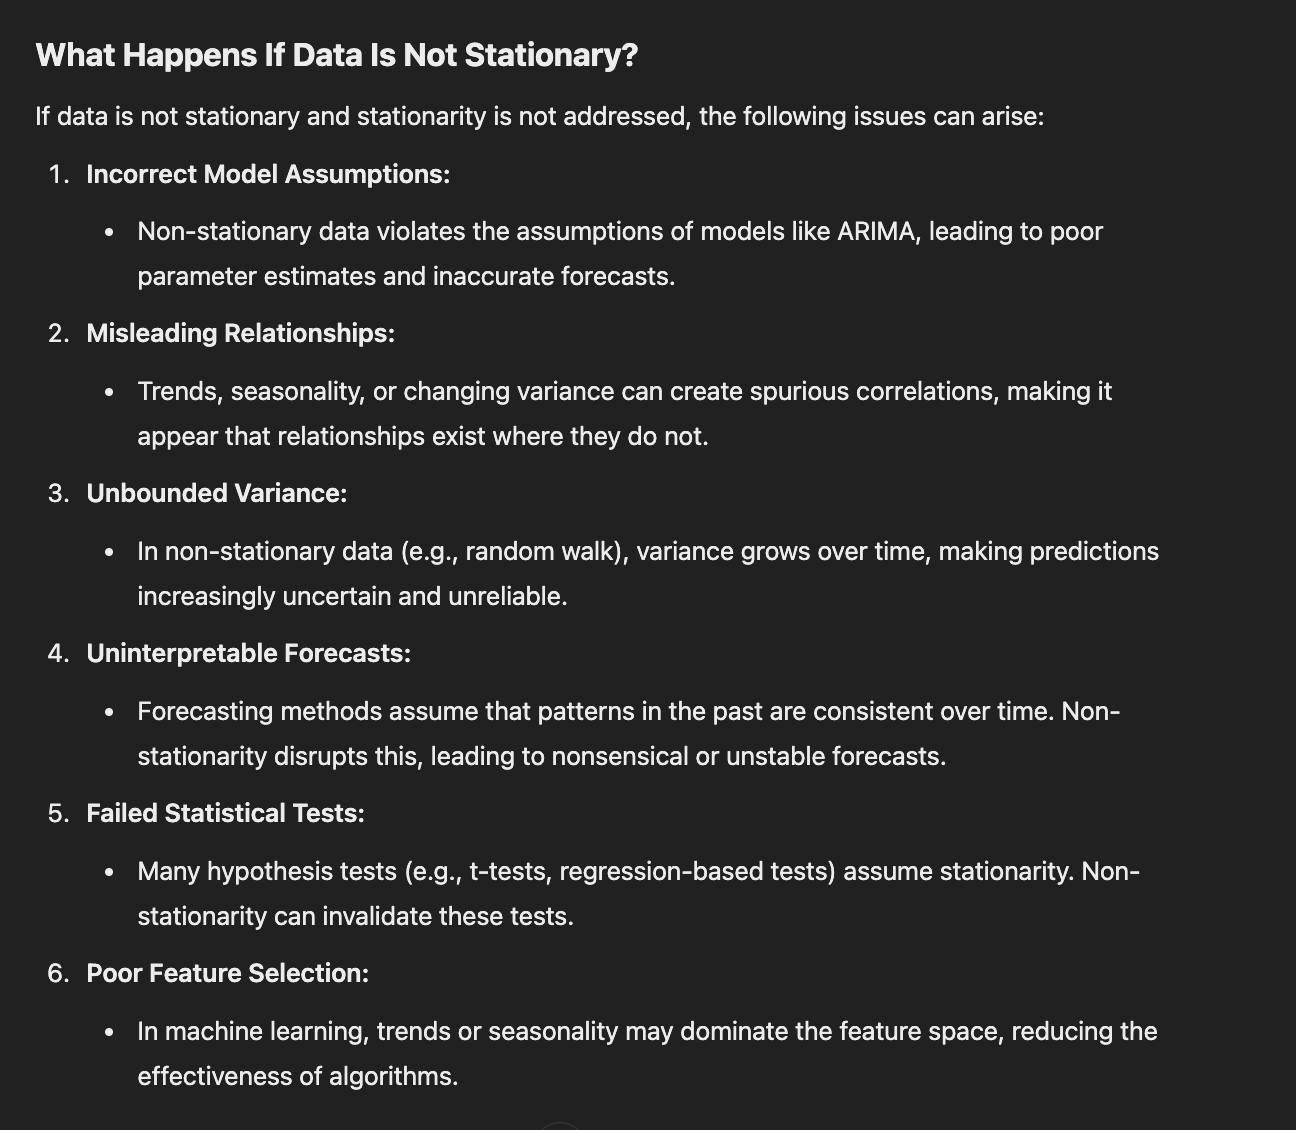 What Happens If Data Is Not Stationary?
If data is not stationary and stationarity is not addressed, the following issues can arise:
1. Incorrect Model Assumptions:
• Non-stationary data violates the assumptions of models like ARIMA, leading to poor
parameter estimates and inaccurate forecasts.
2. Misleading Relationships:
• Trends, seasonality, or changing variance can create spurious correlations, making it
appear that relationships exist where they do not.
3. Unbounded Variance:
• In non-stationary data (e.g., random walk), variance grows over time, making predictions
increasingly uncertain and unreliable.
4. Uninterpretable Forecasts:
• Forecasting methods assume that patterns in the past are consistent over time. Non-
stationarity disrupts this, leading to nonsensical or unstable forecasts.
5. Failed Statistical Tests:
• Many hypothesis tests (e.g., t-tests, regression-based tests) assume stationarity. Non-
stationarity can invalidate these tests.
6. Poor Feature Selection:
• In machine learning, trends or seasonality may dominate the feature space, reducing the
effectiveness of algorithms.